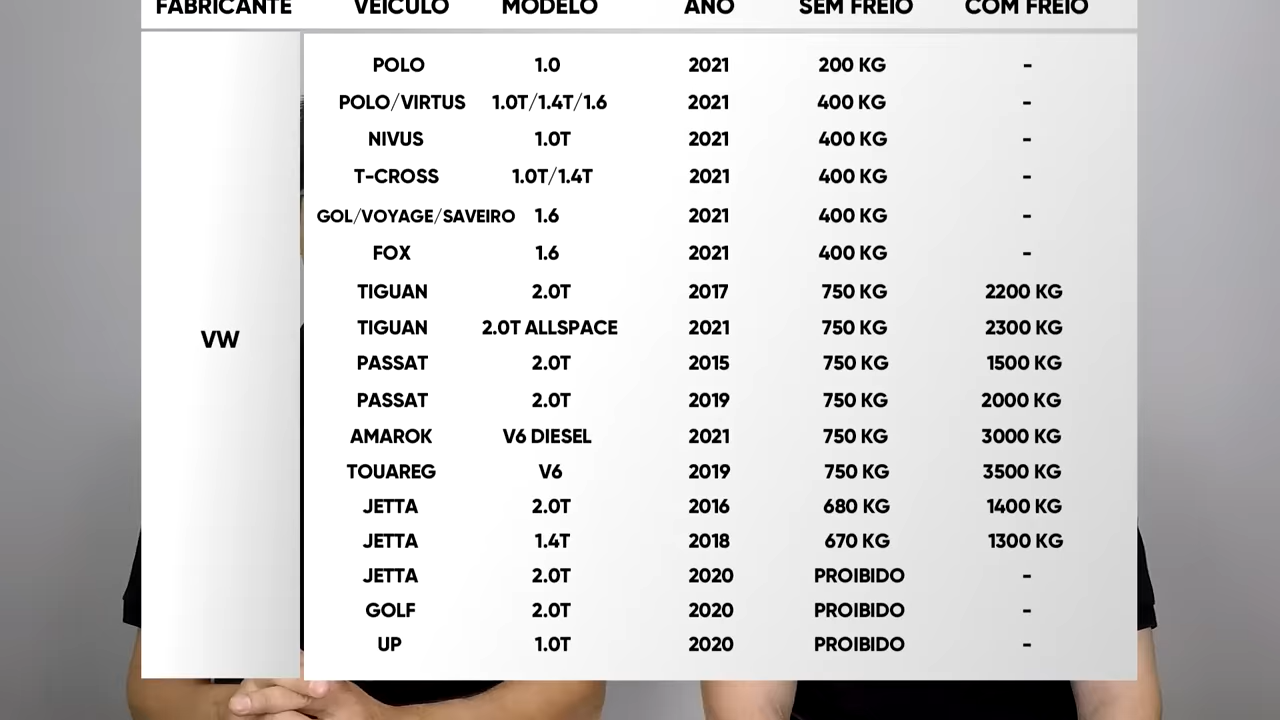 FABRICANTE VEÍCULO MODELO ANO SEM FREIO COM FREIO
POLO 1.0 2021 200 KG -
POLO/VIRTUS 1.0T/1.4T/1.6 2021 400 KG -
NIVUS 1.0T 2021 400 KG -
T-CROSS 1.0T/1.4T 2021 400 KG -
GOL/VOYAGE/SAVEIRO 1.6 2021 400 KG -
FOX 1.6 2021 400 KG -
TIGUAN 2.0T 2017 750 KG 2200 KG
TIGUAN 2.0T ALLSPACE 2021 750 KG 2300 KG
VW
PASSAT 2.0T 2015 750 KG 1500 KG
PASSAT 2.0T 2019 750 KG 2000 KG
AMAROK V6 DIESEL 2021 750 KG 3000 KG
TOUAREG V6 2019 750 KG 3500 KG
JETTA 2.0T 2016 680 KG 1400 KG
JETTA 1.4T 2018 670 KG 1300 KG
JETTA 2.0T 2020 PROIBIDO -
GOLF 2.0T 2020 PROIBIDO -
UP 1.0T 2020 PROIBIDO -